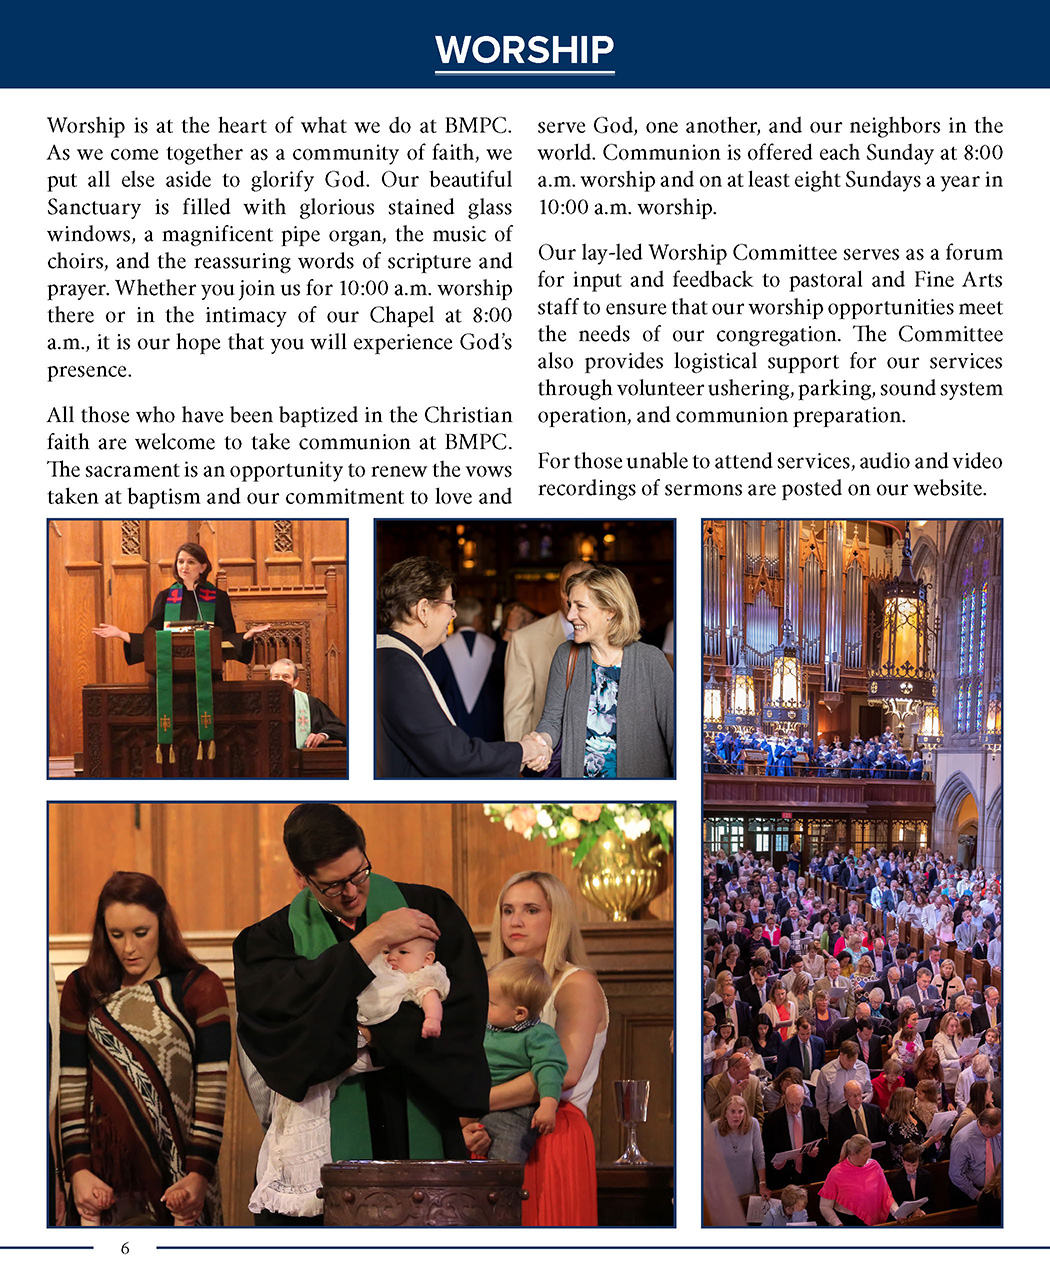 WORSHIP
Worship is at the heart of what we do at BMPC.
As we come together as a community of faith, we
put all else aside to glorify God. Our beautiful
Sanctuary is filled with glorious stained glass
windows, a magnificent pipe organ, the music of
choirs, and the reassuring words of scripture and
prayer. Whether you join us for 10:00 a.m. worship
there or in the intimacy of our Chapel at 8:00
a.m., it is our hope that you will experience God’s
presence.
All those who have been baptized in the Christian
faith are welcome to take communion at BMPC.
The sacrament is an opportunity to renew the vows
taken at baptism and our commitment to love and
serve God, one another, and our neighbors in the
world. Communion is offered each Sunday at 8:00
a.m. worship and on at least eight Sundays a year in
10:00 a.m. worship.
Our lay-led Worship Committee serves as a forum
for input and feedback to pastoral and Fine Arts
staff to ensure that our worship opportunities meet
the needs of our congregation. The Committee
also provides logistical support for our services
through volunteer ushering, parking, sound system
operation, and communion preparation.
For those unable to attend services, audio and video
recordings of sermons are posted on our website.
6